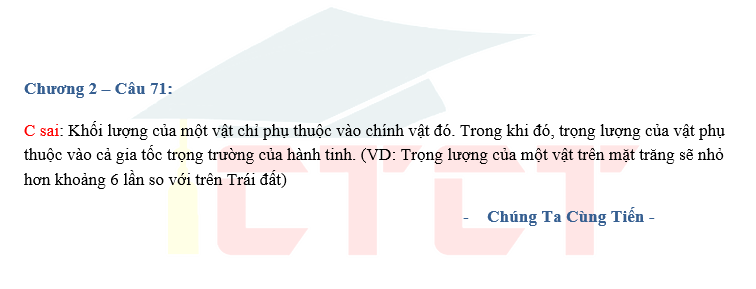 Chương 2 – Câu 71:
C sai: Khối lượng của một vật chỉ phụ thuộc vào chính vật đó. Trong khi đó, trọng lượng của vật phụ
thuộc vào cả gia tốc trọng trường của hành tinh. (VD: Trọng lượng của một vật trên mặt trăng sẽ nhỏ
hơn khoảng 6 lần so với trên Trái đất)
- Chúng Ta Cùng Tiến -
CTCT